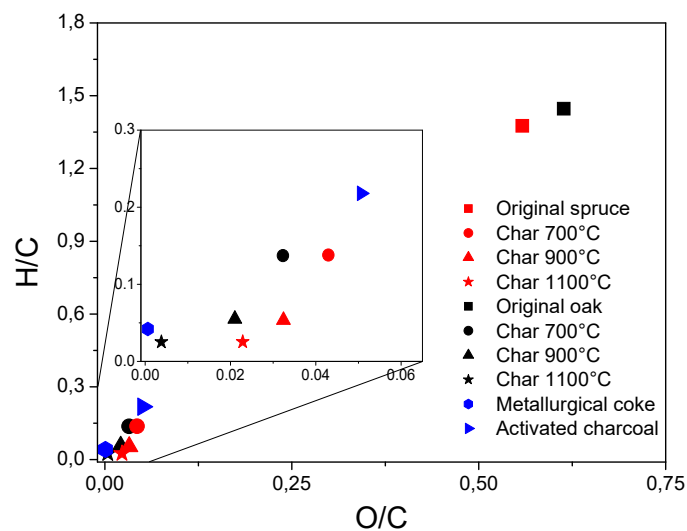 1,8
1,5
1,2
0,9
0,6
0,3
0,0
H/C
0.3
0.2
0.1
0.0
0.00
0.02
0.04
0.06
Original spruce
Char 700°C
Char 900°C
Char 1100°C
Original oak
Char 700°C
Char 900°C
Char 1100°C
Metallurgical coke
Activated charcoal
0,00
0,25
0,50
0,75
O/C